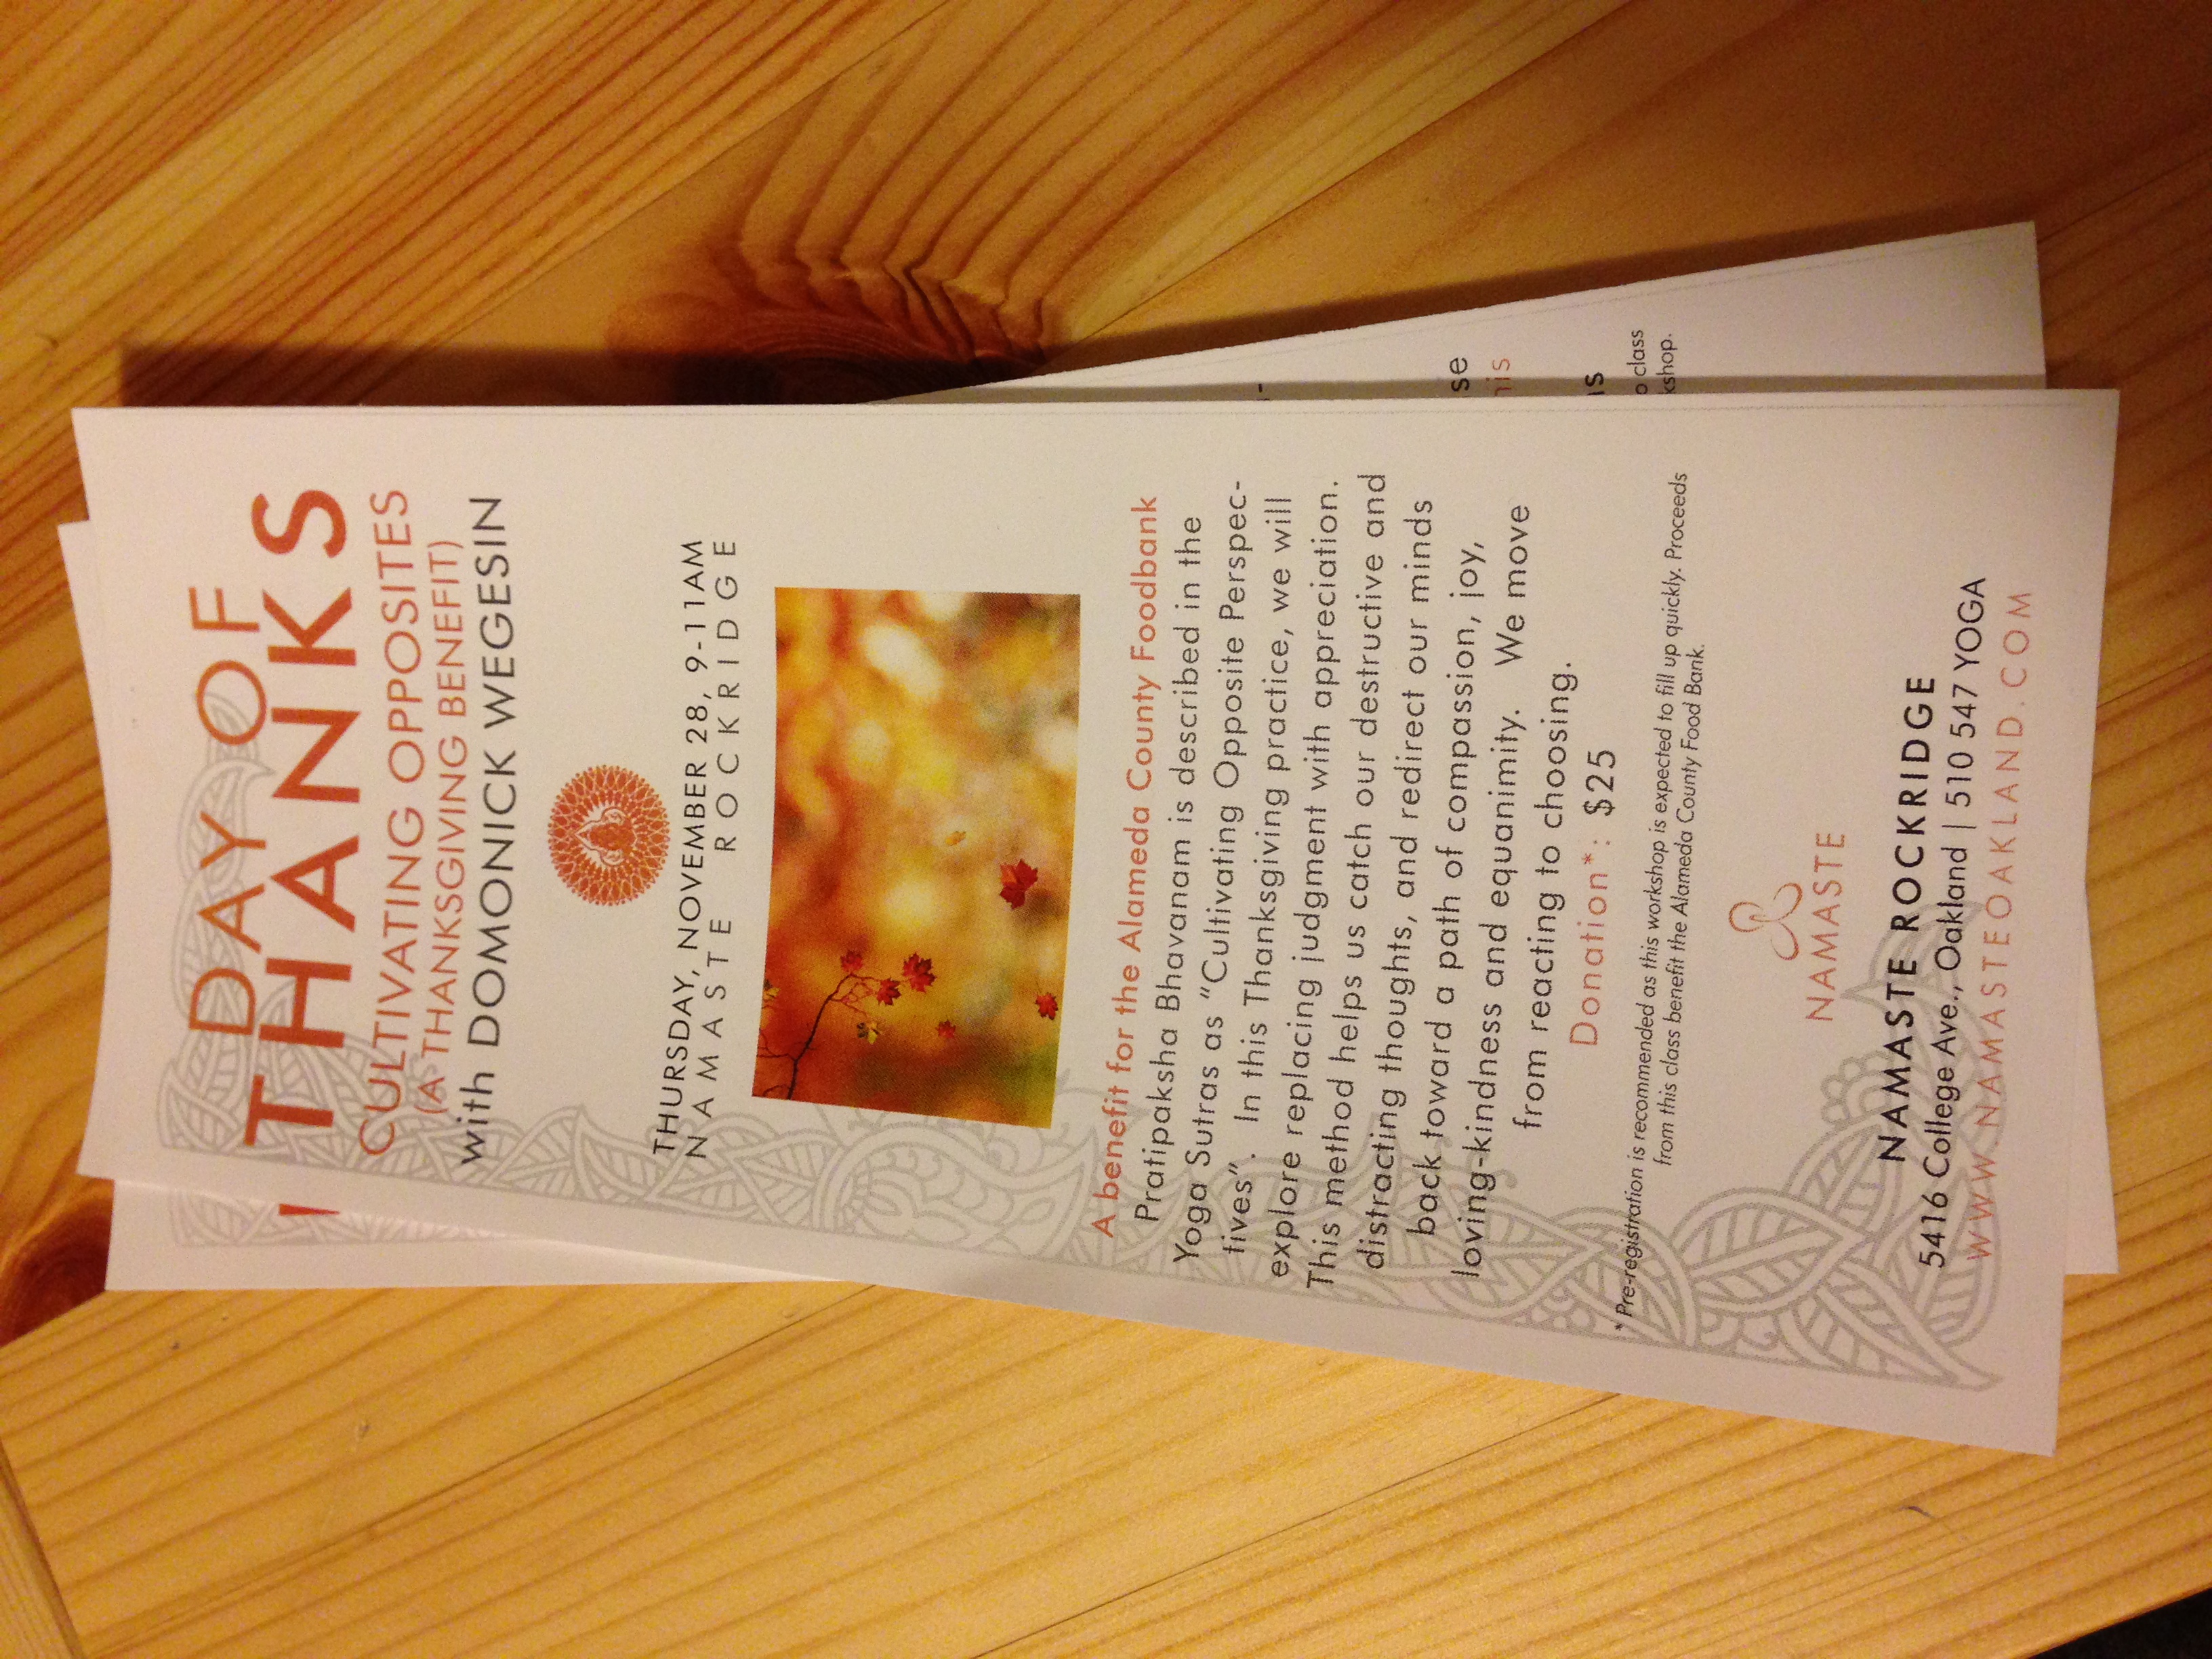 DAY OF
THANKS
CULTIVATING OPPOSITES
(A THANKSGIVING BENEFIT)
with DOMONICK WEGESIN
THURSDAY, NOVEMBER 28, 9-11AM
NAMASTE ROCKRIDGE
A benefit for the Alameda County Foodbank
Pratipaksha Bhavanam is described in the
Yoga Sutras as “Cultivating Opposite Perspec-
tives”. In this Thanksgiving practice, we will
explore replacing judgment with appreciation.
This method helps us catch our destructive and
distracting thoughts, and redirect our minds
back toward a path of compassion, joy,
loving-kindness and equanimity. We move
from reacting to choosing.
Donation*: $25
* Pre-registration is recommended as this workshop is expected to fill up quickly. Proceeds
from this class benefit the Alameda County Food Bank.
NAMASTE
NAMASTE ROCKRIDGE
5416 College Ave., Oakland | 510 547 YOGA
WWW.NAMASTEOAKLAND.COM
class